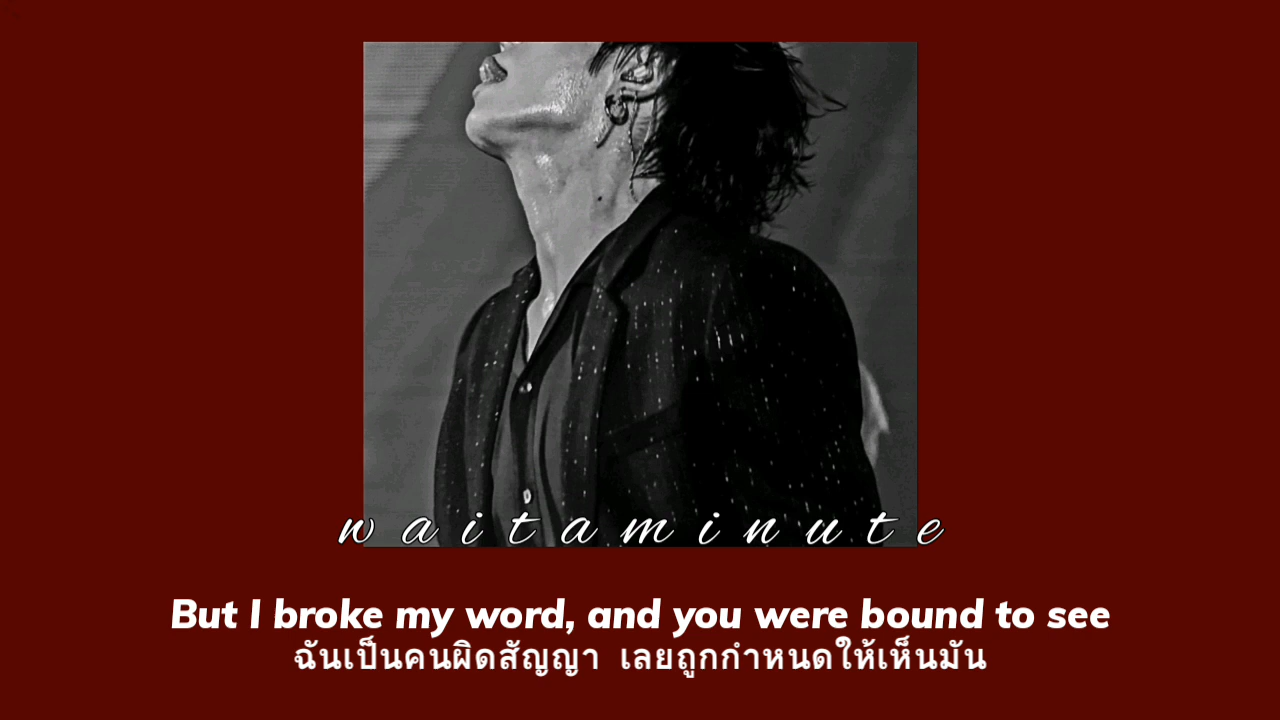 waitaminute
But I broke my word, and you were bound to see
ฉันเป็นคนผิดสัญญา เลยถูกกำหนดให้เห็นมัน